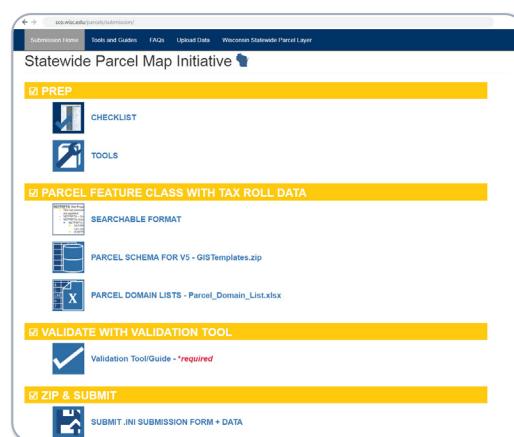 sco.wisc.edu/parcels/submission/
Submission Home Tools and Guides FAQs Upload Data Wisconsin Statewide Parcel Layer
Statewide Parcel Map Initiative
PREP
CHECKLIST
TOOLS
PARCEL FEATURE CLASS WITH TAX ROLL DATA
SEARCHABLE FORMAT
PARCEL SCHEMA FOR V5 - GISTemplates.zip
X
PARCEL DOMAIN LISTS - Parcel_Domain_List.xlsx
VALIDATE WITH VALIDATION TOOL
Validation Tool/Guide - *required
ZIP & SUBMIT
SUBMIT .INI SUBMISSION FORM + DATA